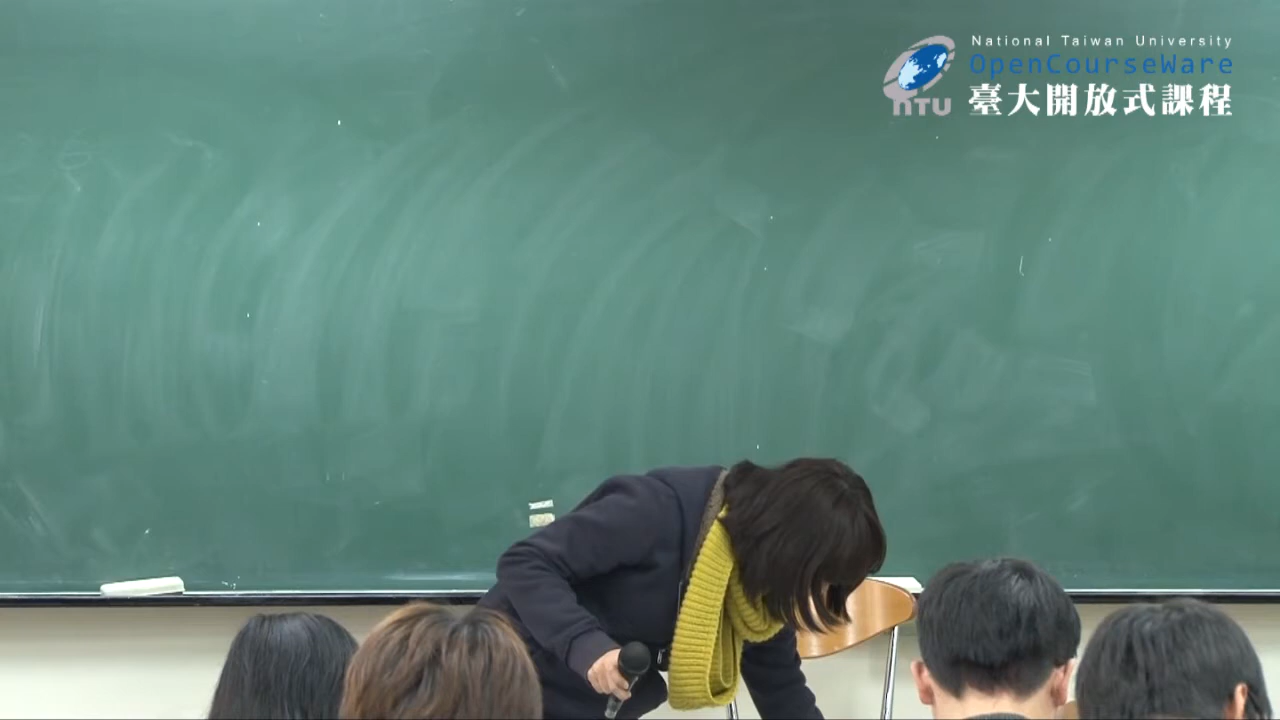 National Taiwan University
OpenCourseWare
NTU
臺大開放式課程